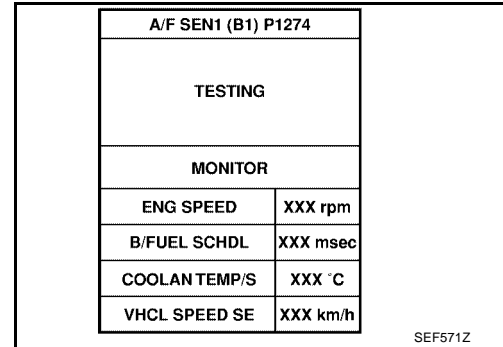 A/F SEN1 (B1) P1274
TESTING
MONITOR
ENG SPEED XXX rpm
B/FUEL SCHDL XXX msec
COOLAN TEMP/S XXX °C
VHCL SPEED SE XXX km/h
SEF571Z